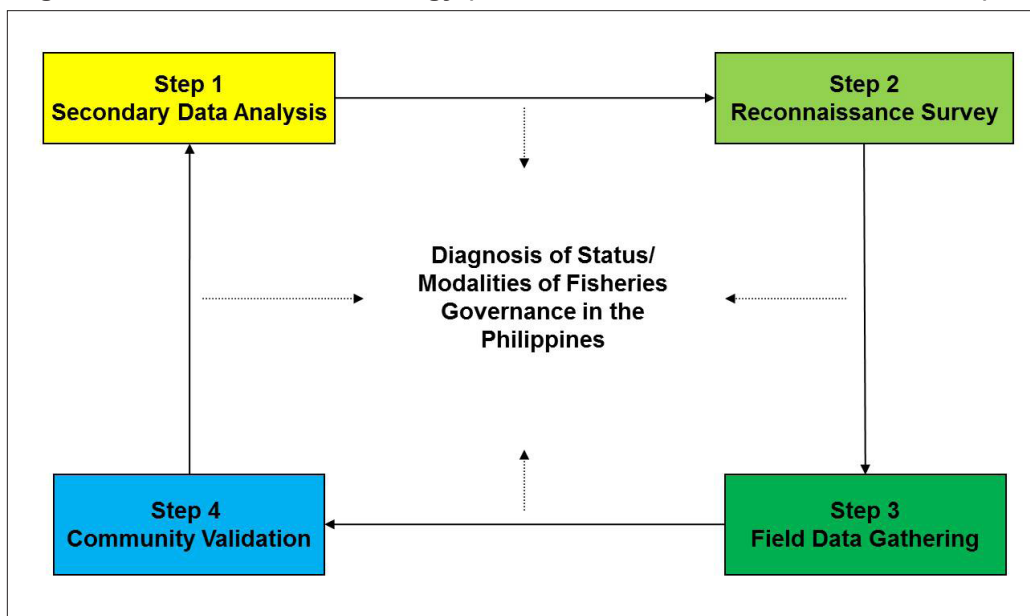 Step 1
Secondary Data Analysis
Step 2
Reconnaissance Survey
Diagnosis of Status/
Modalities of Fisheries
Governance in the
Philippines
Step 4
Community Validation
Step 3
Field Data Gathering